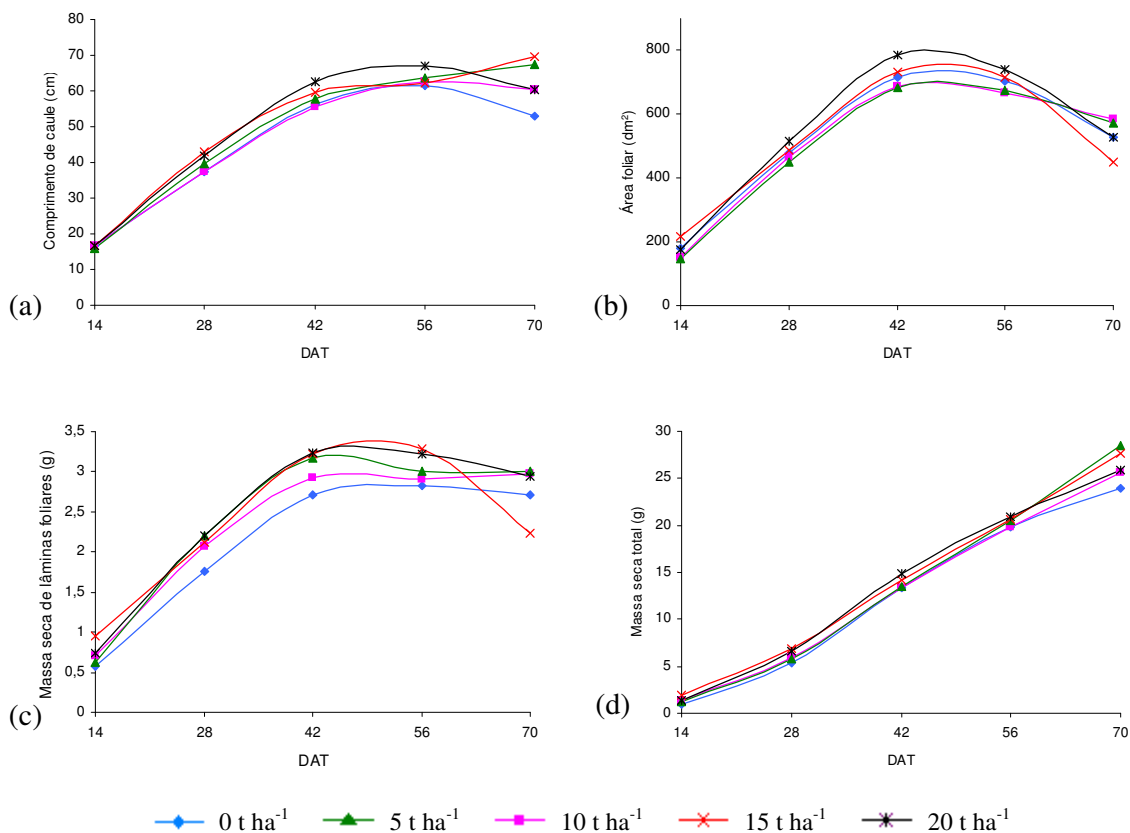 Comprimento de caule (cm)
80
70
60
50
40
30
20
10
0
14 28 42 56 70
DAT
(a)
Área foliar (dm²)
800
600
400
200
0
14 28 42 56 70
DAT
(b)
Massa seca de lâminas foliares (g)
3,5
3
2,5
2
1,5
1
0,5
0
14 28 42 56 70
DAT
(c)
Massa seca total (g)
30
25
20
15
10
5
0
14 28 42 56 70
DAT
(d)
0 t ha⁻¹ 5 t ha⁻¹ 10 t ha⁻¹ 15 t ha⁻¹ 20 t ha⁻¹